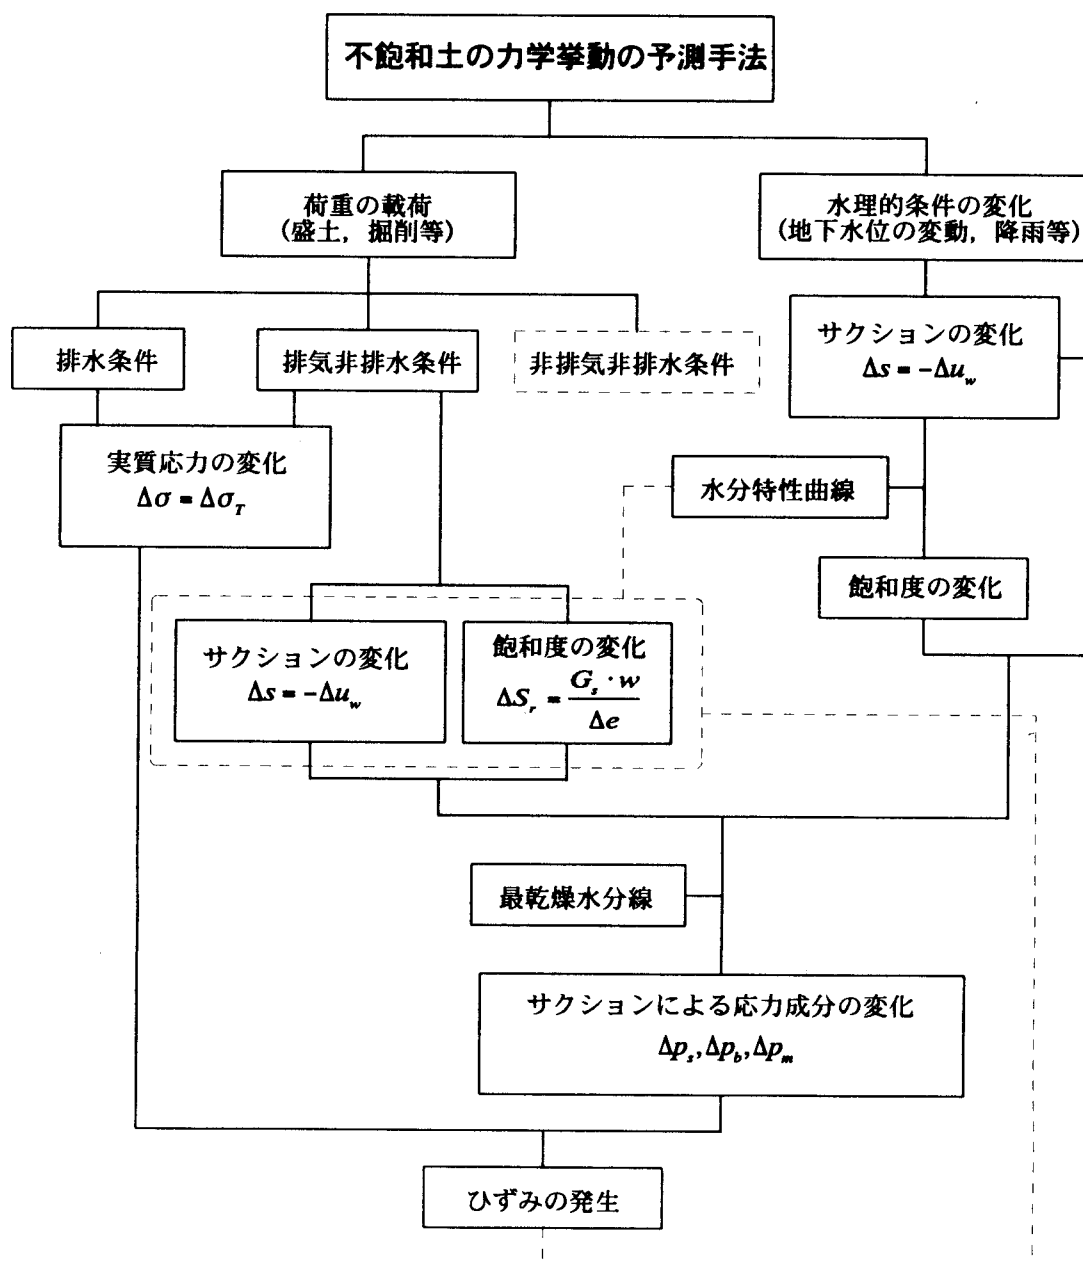 不飽和土の力学挙動の予測手法
荷重の載荷
(盛土，掘削等)
水理的条件の変化
(地下水位の変動，降雨等)
排水条件
排気非排水条件
非排気非排水条件
サクションの変化
Δs = −Δu_w
実質応力の変化
Δσ = Δσ_T
水分特性曲線
飽和度の変化
サクションの変化
Δs = −Δu_w
飽和度の変化
ΔS_r = G_s · w / Δe
最乾燥水分線
サクションによる応力成分の変化
Δp_s, Δp_b, Δp_m
ひずみの発生